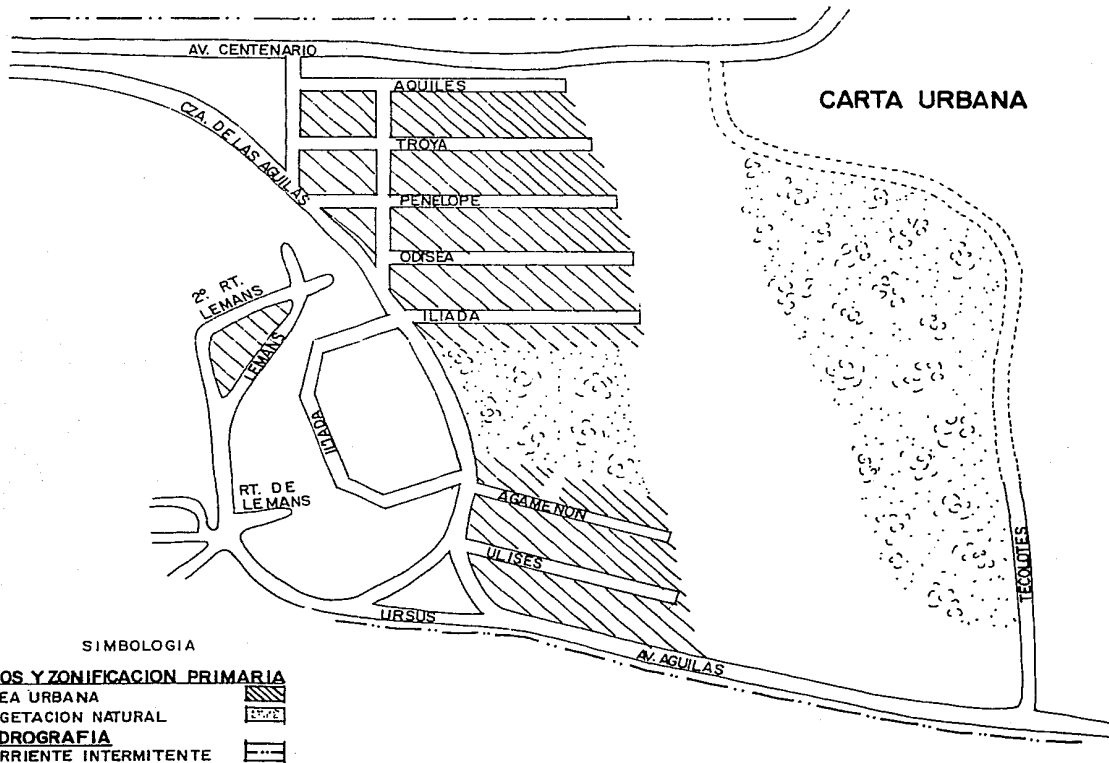 AV. CENTENARIO
AQUILES
CARTA URBANA
CZA. DE LAS AGUILAS
TROYA
PENELOPE
ODISEA
2º. RT.
LEMANS
ILIADA
LEMANS
ILIADA
RT. DE
LEMANS
AGAMENON
ULISES
TECOLOTES
URSUS
AV. AGUILAS
SIMBOLOGIA
OS Y ZONIFICACION PRIMARIA
EA URBANA
GETACION NATURAL
DROGRAFIA
RRIENTE INTERMITENTE